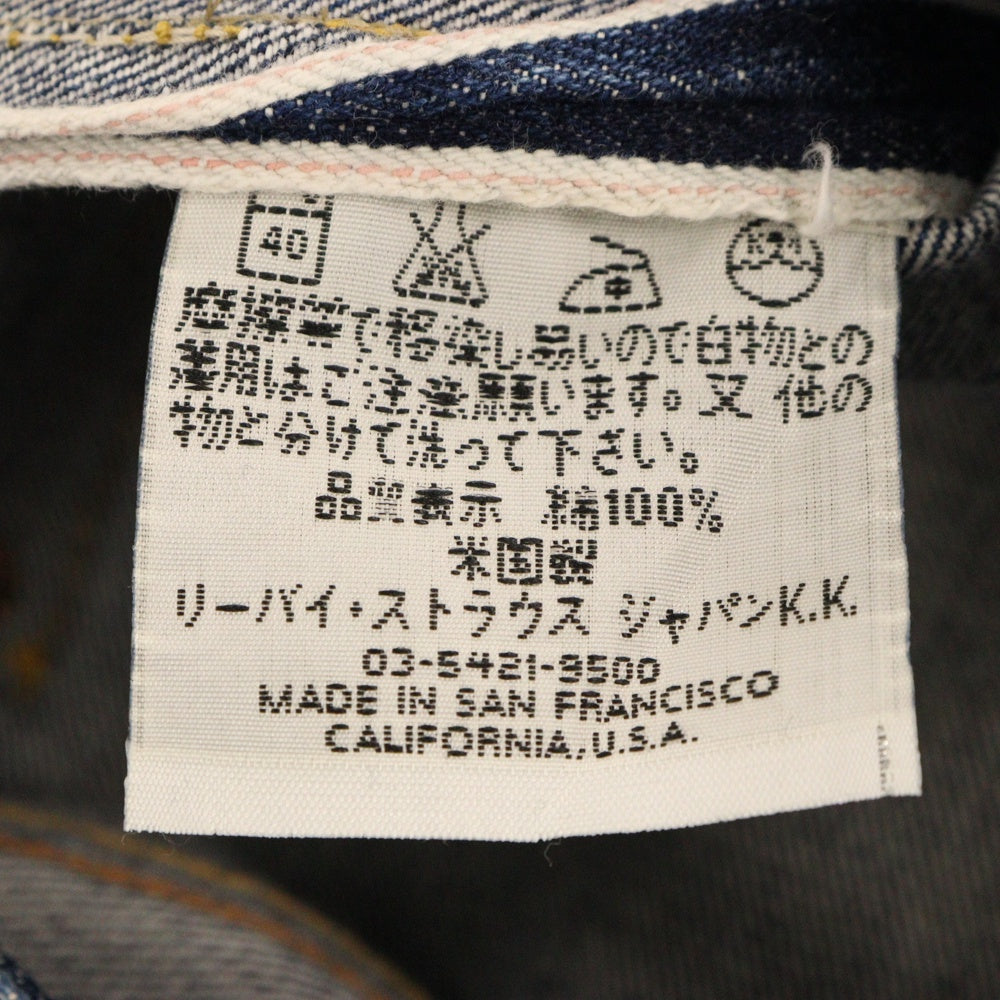 40
摩擦等で移染し易いので白物との
着用はご注意願います。又 他の
物と分けて洗って下さい。
品質表示 綿100%
米国製
リーバイ・ストラウス ジャパンK.K.
03-5421-9500
MADE IN SAN FRANCISCO
CALIFORNIA, U.S.A.